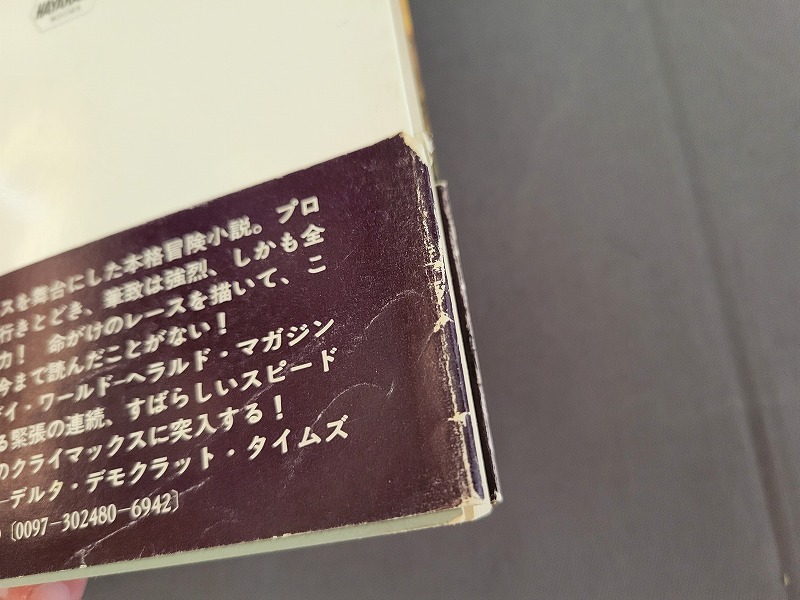 HAYAKA
スを舞台にした本格冒険小説。プロ
行きとどき、筆致は強烈、しかも全
力！　命がけのレースを描いて、こ
今まで読んだことがない！
デイ・ワールド-ヘラルド・マガジン
る緊張の連続、すばらしいスピード
のクライマックスに突入する！
―デルタ・デモクラット・タイムズ
〔0097-302480-6942〕